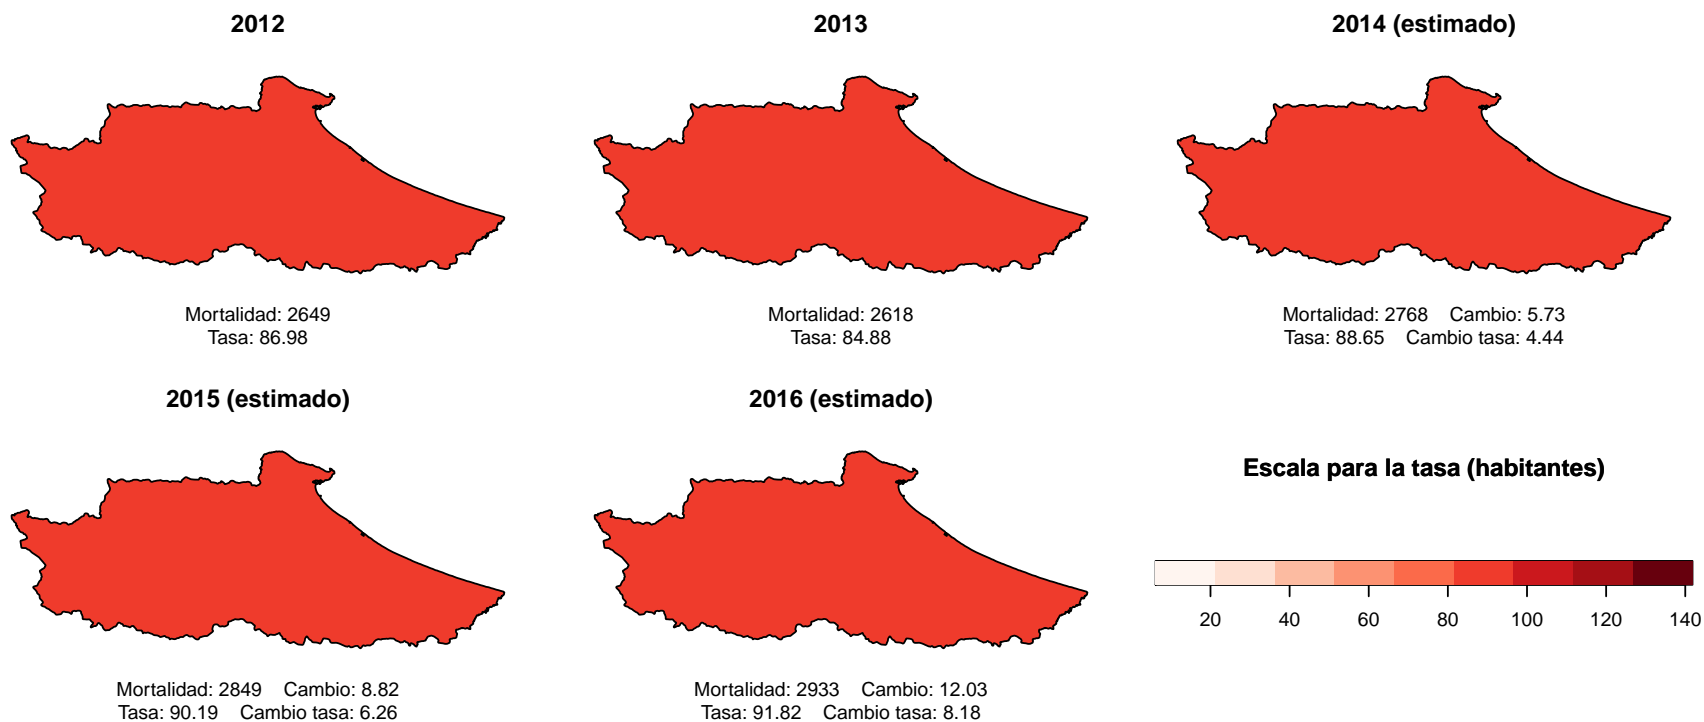 2012
2013
2014 (estimado)
Mortalidad: 2649
Tasa: 86.98
Mortalidad: 2618
Tasa: 84.88
Mortalidad: 2768 Cambio: 5.73
Tasa: 88.65 Cambio tasa: 4.44
2015 (estimado)
2016 (estimado)
Escala para la tasa (habitantes)
20 40 60 80 100 120 140
Mortalidad: 2849 Cambio: 8.82
Tasa: 90.19 Cambio tasa: 6.26
Mortalidad: 2933 Cambio: 12.03
Tasa: 91.82 Cambio tasa: 8.18